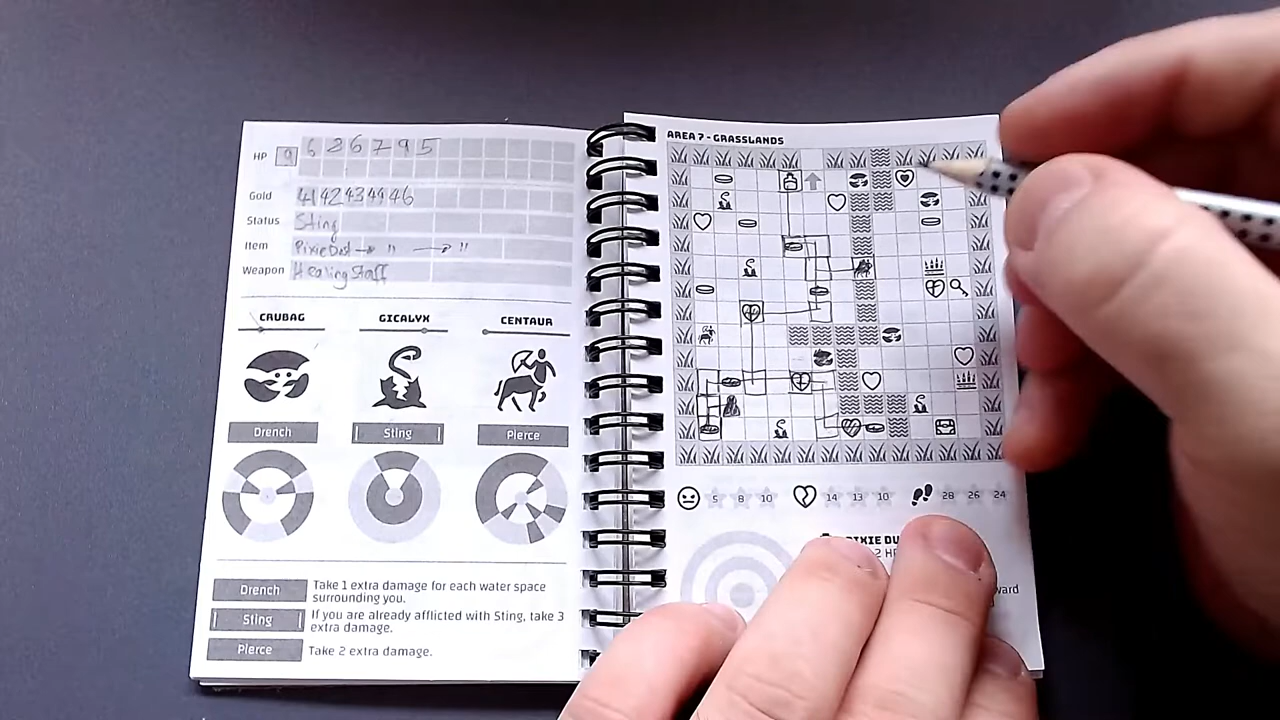 HP 9 6 2 6 7 9 5
Gold 41 42 43 44 46
Status Sting
Item Pixie Dust → " → "
Weapon Healing Staff
CRUBAG GICALYX CENTAUR
Drench Sting Pierce
Drench Take 1 extra damage for each water space
surrounding you.
Sting If you are already afflicted with Sting, take 3
extra damage.
Pierce Take 2 extra damage.
AREA 7 - GRASSLANDS
5 8 10 14 13 10 28 26 24
2 HP
ward